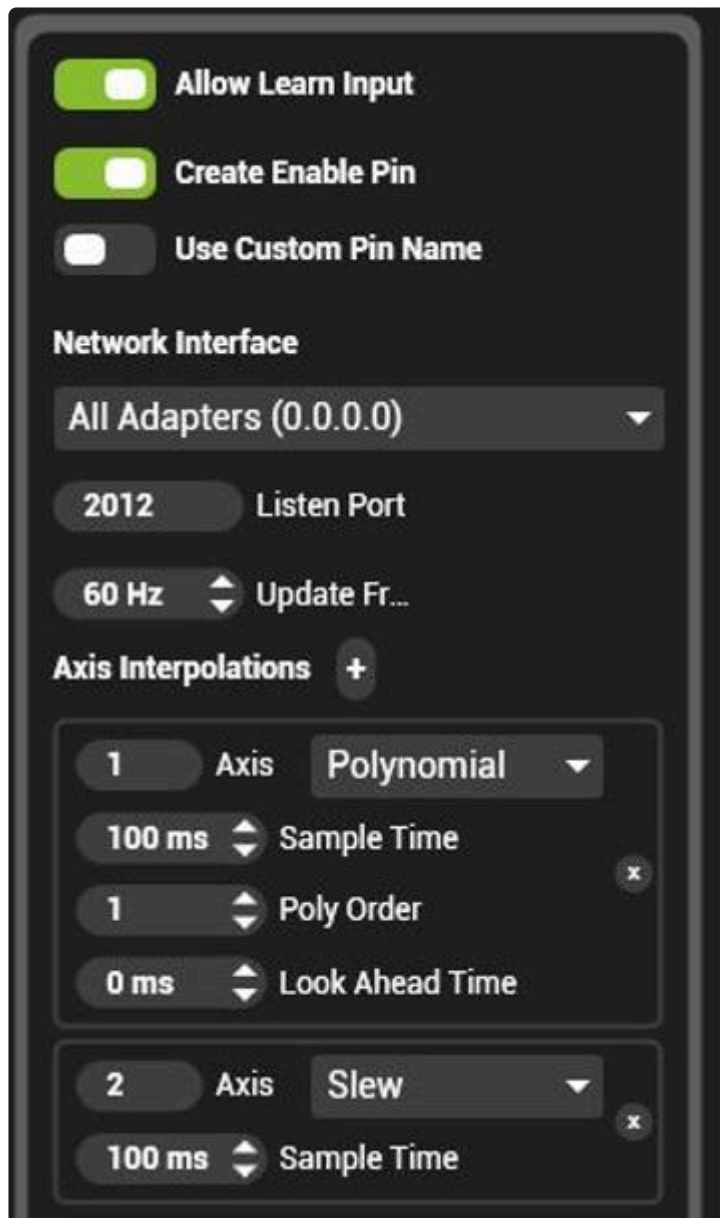 Allow Learn Input
Create Enable Pin
Use Custom Pin Name
Network Interface
All Adapters (0.0.0.0)
2012 Listen Port
60 Hz Update Fr...
Axis Interpolations +
1 Axis Polynomial
100 ms Sample Time
x
1 Poly Order
0 ms Look Ahead Time
2 Axis Slew
x
100 ms Sample Time